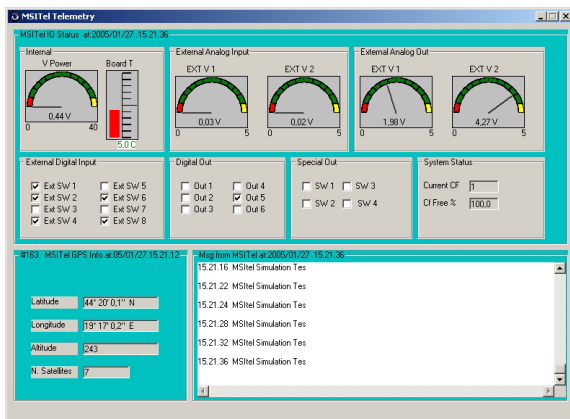 MSITel Telemetry
MSITel IO Status at:2005/01/27 .15.21.36
Internal
V Power
Board T
0,44 V
0
40
5,0 C
External Analog Input
EXT V 1
EXT V 2
0,03 V
0
5
0,02 V
0
5
External Analog Out
EXT V 1
EXT V 2
1,98 V
0
5
4,27 V
0
5
External Digital Input
Ext SW 1
Ext SW 5
Ext SW 2
Ext SW 6
Ext SW 3
Ext SW 7
Ext SW 4
Ext SW 8
Digital Out
Out 1
Out 4
Out 2
Out 5
Out 3
Out 6
Special Out
SW 1
SW 3
SW 2
SW 4
System Status
Current CF
1
Cf Free %
100,0
#163 MSITel GPS Info at:05/01/27.15.21.12
Latitude
44° 20' 0,1'' N
Longitude
19° 17' 0,2'' E
Altitude
243
N. Satellites
7
Msg from MSITel at:2005/01/27 .15.21.36
15.21.16 MSItel Simulation Tes
15.21.22 MSItel Simulation Tes
15.21.24 MSItel Simulation Tes
15.21.28 MSItel Simulation Tes
15.21.32 MSItel Simulation Tes
15.21.36 MSItel Simulation Tes